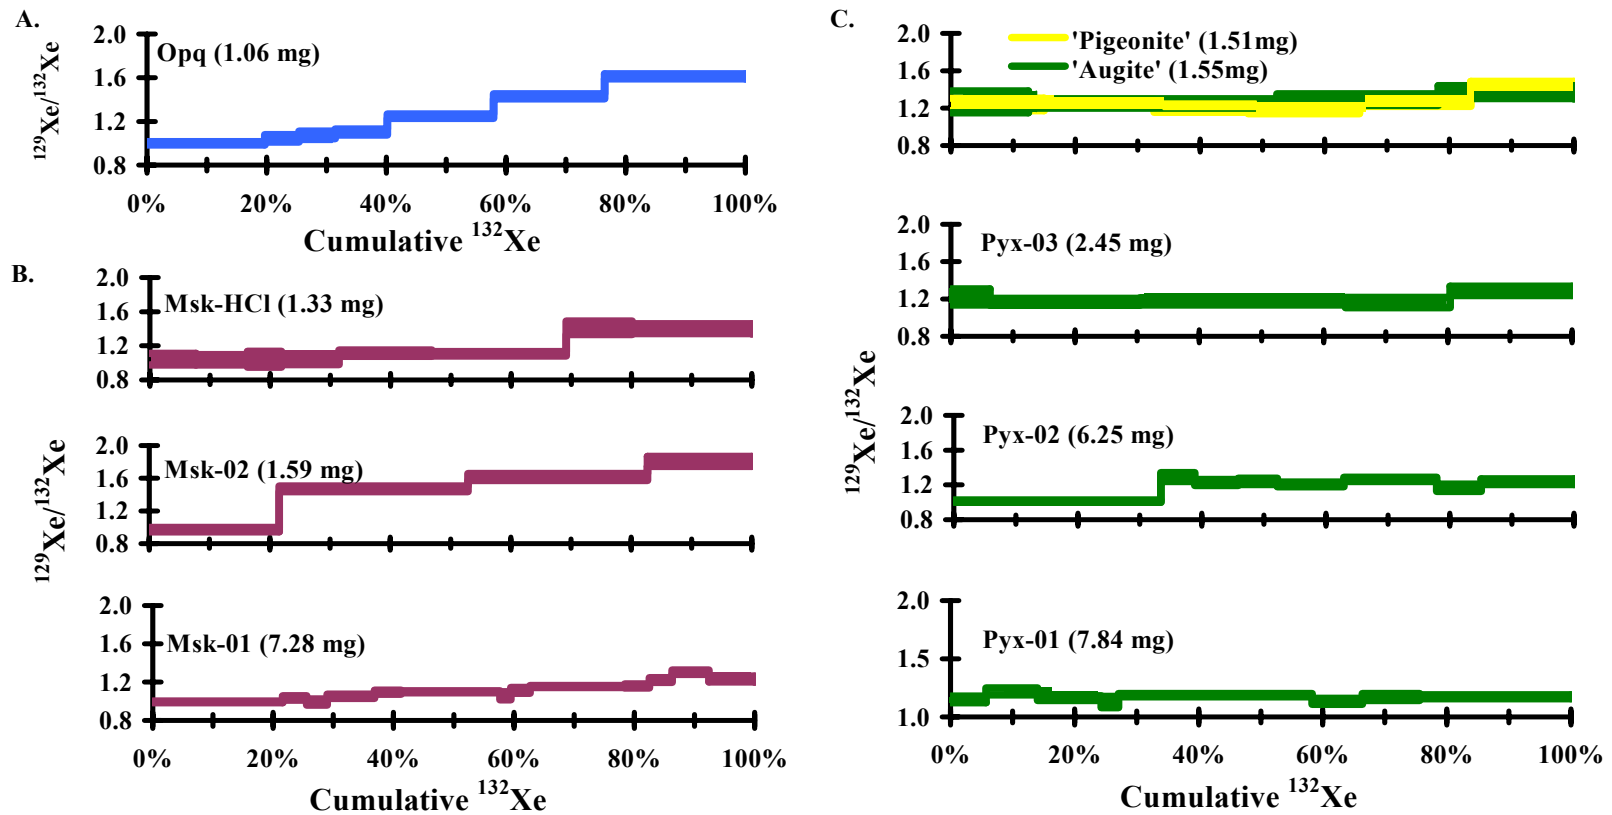 A.
¹²⁹Xe/¹³²Xe
2.0
1.6
1.2
0.8
Opq (1.06 mg)
0% 20% 40% 60% 80% 100%
Cumulative ¹³²Xe
B.
2.0
1.6
1.2
0.8
Msk-HCl (1.33 mg)
¹²⁹Xe/¹³²Xe
2.0
1.6
1.2
0.8
Msk-02 (1.59 mg)
2.0
1.6
1.2
0.8
Msk-01 (7.28 mg)
0% 20% 40% 60% 80% 100%
Cumulative ¹³²Xe
C.
2.0
1.6
1.2
0.8
'Pigeonite' (1.51mg)
'Augite' (1.55mg)
2.0
1.6
1.2
0.8
Pyx-03 (2.45 mg)
¹²⁹Xe/¹³²Xe
2.0
1.6
1.2
0.8
Pyx-02 (6.25 mg)
2.0
1.5
1.0
Pyx-01 (7.84 mg)
0% 20% 40% 60% 80% 100%
Cumulative ¹³²Xe